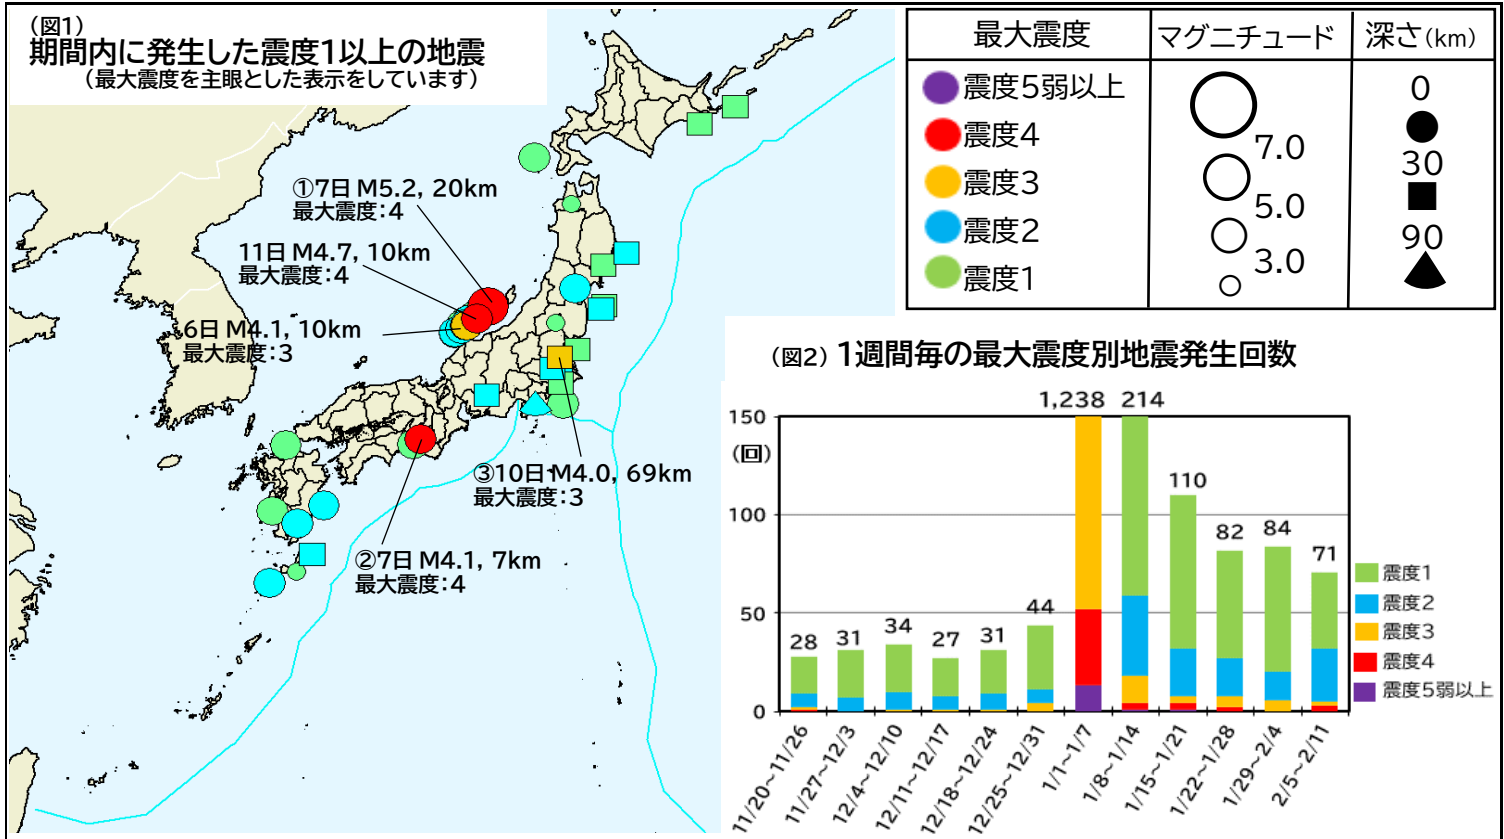 (図1)
期間内に発生した震度1以上の地震
(最大震度を主眼とした表示をしています)
①7日 M5.2, 20km
最大震度:4
11日 M4.7, 10km
最大震度:4
6日 M4.1, 10km
最大震度:3
③10日 M4.0, 69km
最大震度:3
②7日 M4.1, 7km
最大震度:4
最大震度 マグニチュード 深さ(km)
震度5弱以上
震度4
震度3
震度2
震度1
7.0
5.0
3.0
0
30
90
(図2) 1週間毎の最大震度別地震発生回数
(回)
150
100
50
0
28 31 34 27 31 44 1,238 214 110 82 84 71
11/20~11/26
11/27~12/3
12/4~12/10
12/11~12/17
12/18~12/24
12/25~12/31
1/1~1/7
1/8~1/14
1/15~1/21
1/22~1/28
1/29~2/4
2/5~2/11
震度1
震度2
震度3
震度4
震度5弱以上